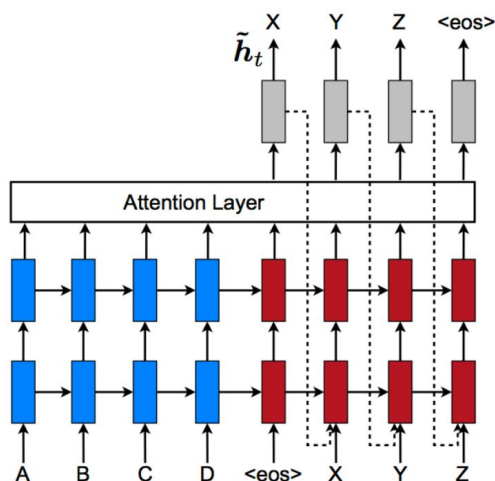 X Y Z <eos>
h̃t
Attention Layer
A B C D <eos> X Y Z